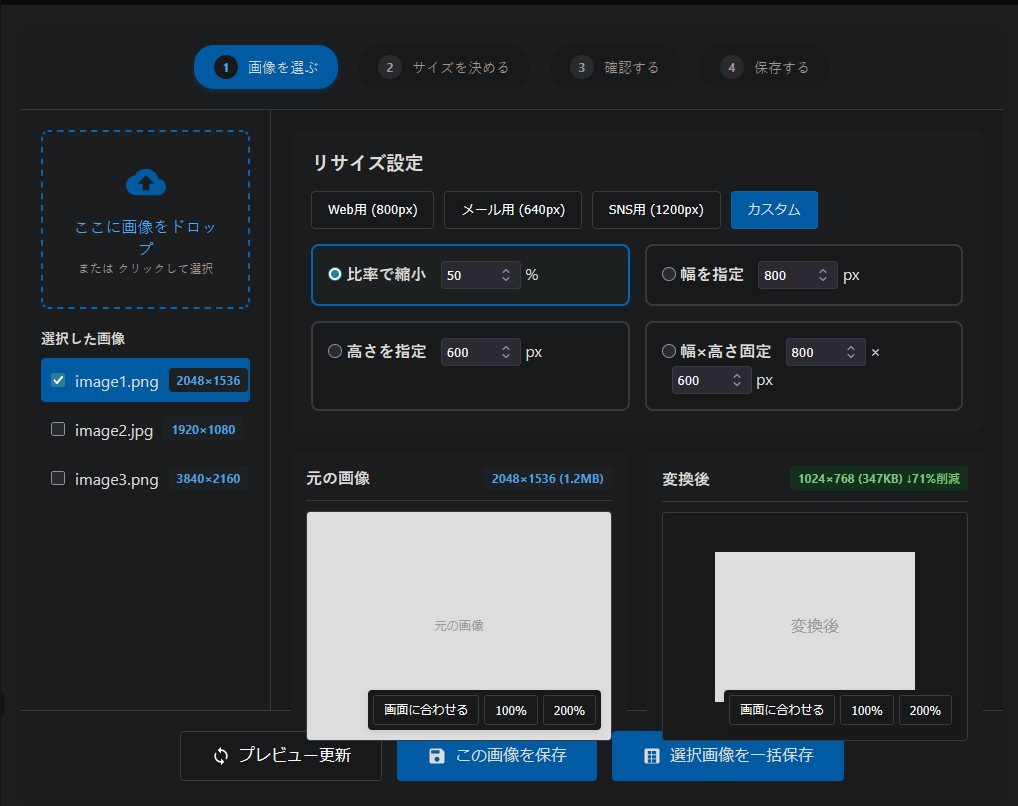 1 画像を選ぶ 2 サイズを決める 3 確認する 4 保存する
ここに画像をドロッ
プ
または クリックして選択
選択した画像
image1.png 2048×1536
image2.jpg 1920×1080
image3.png 3840×2160
リサイズ設定
Web用 (800px) メール用 (640px) SNS用 (1200px) カスタム
比率で縮小 50 %
幅を指定 800 px
高さを指定 600 px
幅×高さ固定 800 ×
600 px
元の画像 2048×1536 (1.2MB)
元の画像
画面に合わせる 100% 200%
変換後 1024×768 (347KB) ↓71%削減
変換後
画面に合わせる 100% 200%
プレビュー更新 この画像を保存 選択画像を一括保存